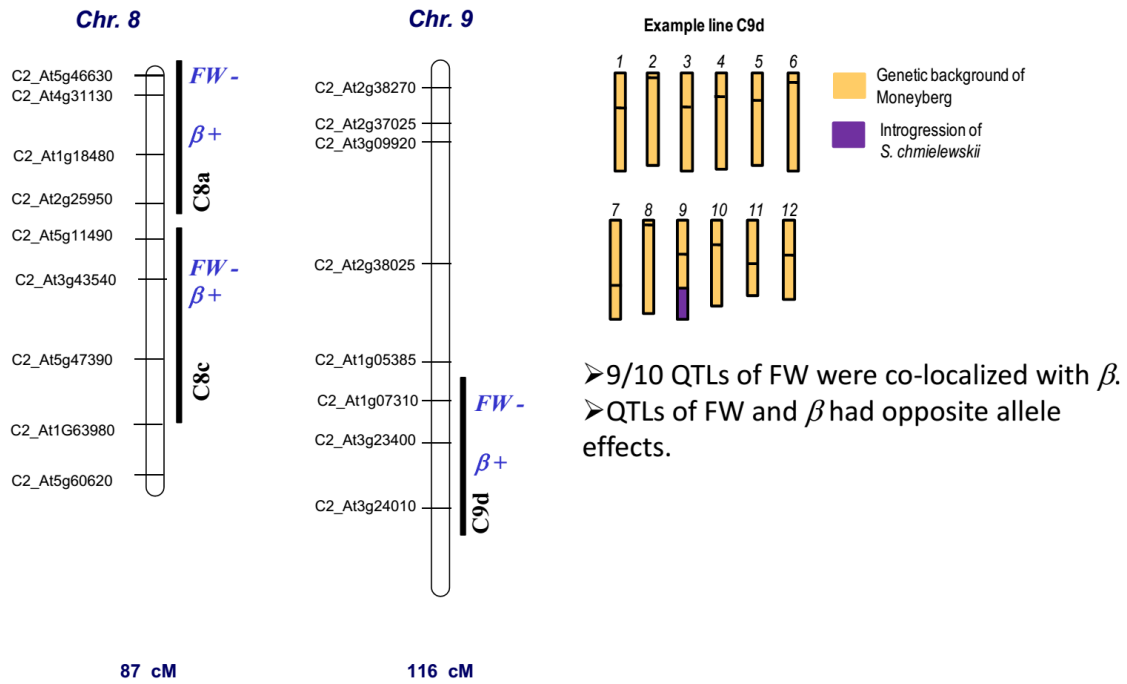 Chr. 8
C2_At5g46630
C2_At4g31130
C2_At1g18480
C2_At2g25950
C2_At5g11490
C2_At3g43540
C2_At5g47390
C2_At1G63980
C2_At5g60620
FW -
β +
C8a
FW -
β +
C8c
87 cM
Chr. 9
C2_At2g38270
C2_At2g37025
C2_At3g09920
C2_At2g38025
C2_At1g05385
C2_At1g07310
C2_At3g23400
C2_At3g24010
FW -
β +
C9d
116 cM
Example line C9d
1 2 3 4 5 6
7 8 9 10 11 12
Genetic background of
Moneyberg
Introgression of
S. chmielewskii
➢9/10 QTLs of FW were co-localized with β.
➢QTLs of FW and β had opposite allele
effects.